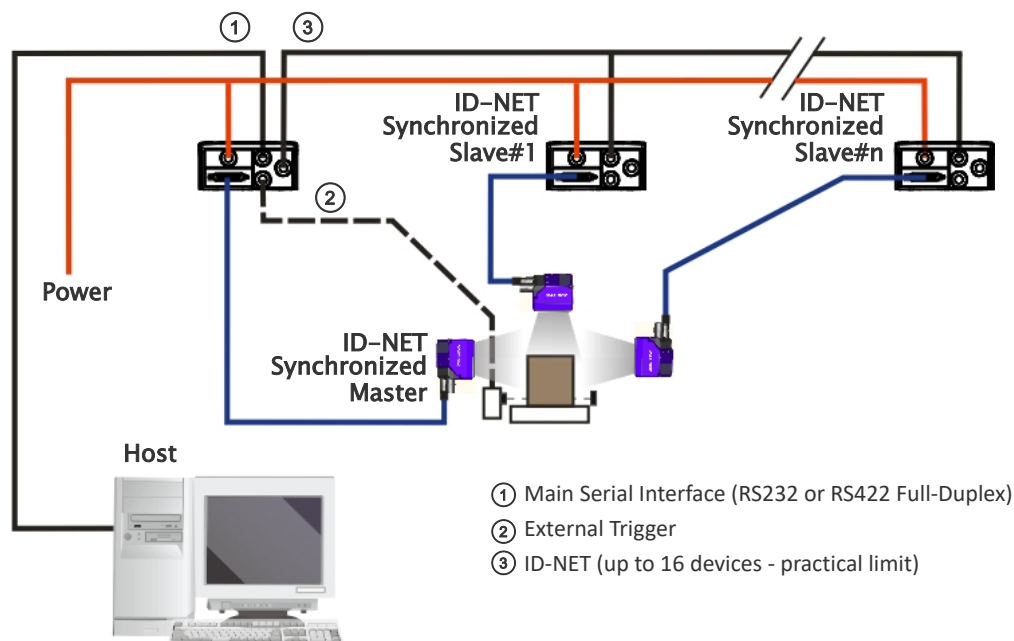 ① ③
ID–NET
Synchronized
Slave#1
ID–NET
Synchronized
Slave#n
②
Power
ID–NET
Synchronized
Master
Host
① Main Serial Interface (RS232 or RS422 Full-Duplex)
② External Trigger
③ ID-NET (up to 16 devices - practical limit)